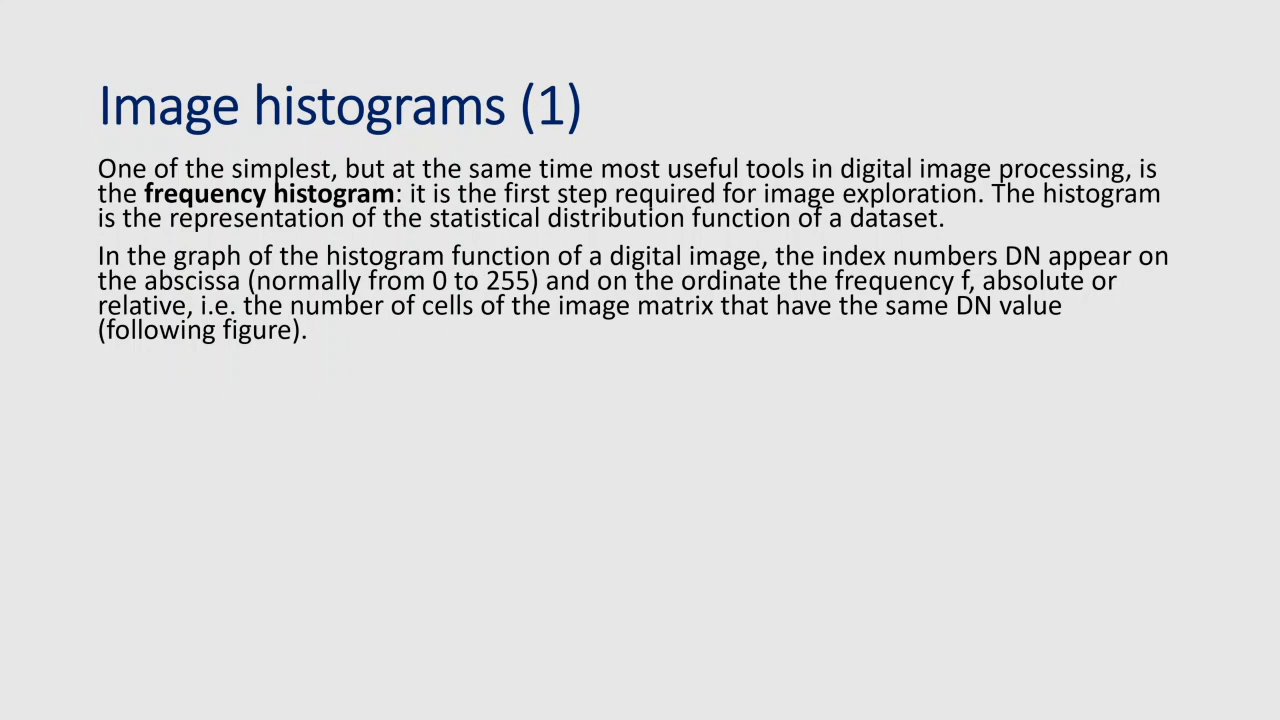 Image histograms (1)
One of the simplest, but at the same time most useful tools in digital image processing, is
the frequency histogram: it is the first step required for image exploration. The histogram
is the representation of the statistical distribution function of a dataset.
In the graph of the histogram function of a digital image, the index numbers DN appear on
the abscissa (normally from 0 to 255) and on the ordinate the frequency f, absolute or
relative, i.e. the number of cells of the image matrix that have the same DN value
(following figure).